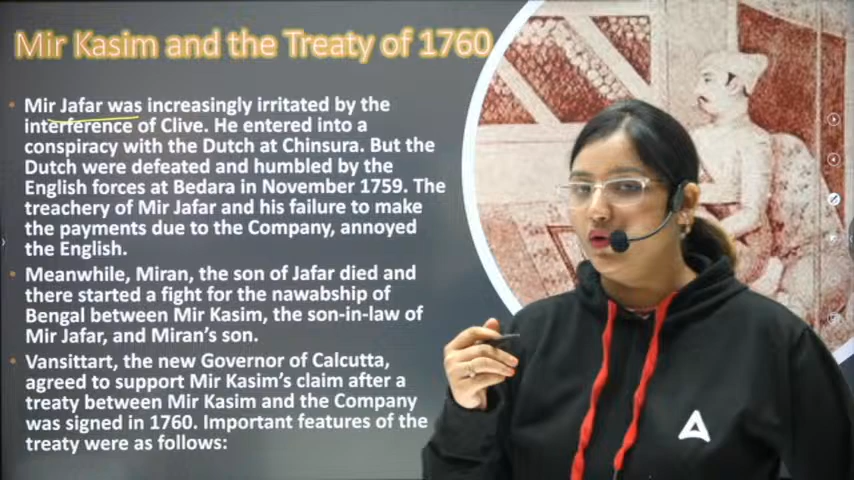 Mir Kasim and the Treaty of 1760
• Mir Jafar was increasingly irritated by the
interference of Clive. He entered into a
conspiracy with the Dutch at Chinsura. But the
Dutch were defeated and humbled by the
English forces at Bedara in November 1759. The
treachery of Mir Jafar and his failure to make
the payments due to the Company, annoyed
the English.
• Meanwhile, Miran, the son of Jafar died and
there started a fight for the nawabship of
Bengal between Mir Kasim, the son-in-law of
Mir Jafar, and Miran's son.
• Vansittart, the new Governor of Calcutta,
agreed to support Mir Kasim's claim after a
treaty between Mir Kasim and the Company
was signed in 1760. Important features of the
treaty were as follows: